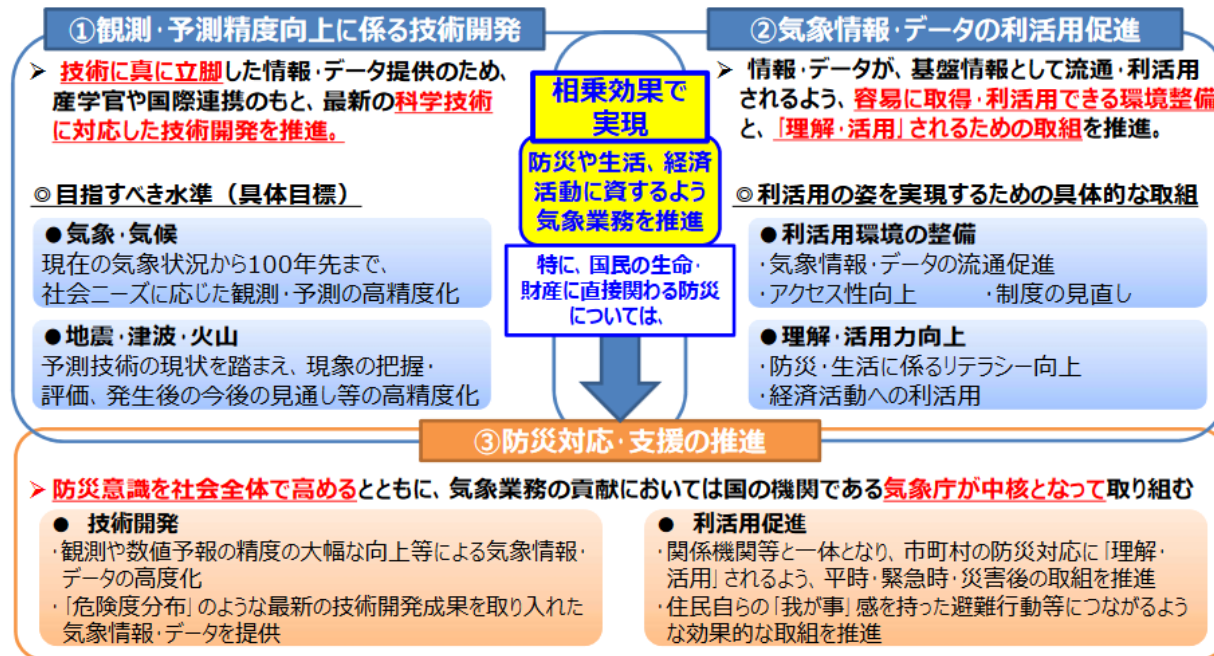 ①観測・予測精度向上に係る技術開発
➢ 技術に真に立脚した情報・データ提供のため、
産学官や国際連携のもと、最新の科学技術
に対応した技術開発を推進。
◎目指すべき水準（具体目標）
●気象・気候
現在の気象状況から100年先まで、
社会ニーズに応じた観測・予測の高精度化
●地震・津波・火山
予測技術の現状を踏まえ、現象の把握・
評価、発生後の今後の見通し等の高精度化
相乗効果で
実現
防災や生活、経済
活動に資するよう
気象業務を推進
特に、国民の生命・
財産に直接関わる防災
については、
②気象情報・データの利活用促進
➢ 情報・データが、基盤情報として流通・利活用
されるよう、容易に取得・利活用できる環境整備
と、「理解・活用」されるための取組を推進。
◎利活用の姿を実現するための具体的な取組
●利活用環境の整備
・気象情報・データの流通促進
・アクセス性向上 ・制度の見直し
●理解・活用力向上
・防災・生活に係るリテラシー向上
・経済活動への利活用
③防災対応・支援の推進
➢ 防災意識を社会全体で高めるとともに、気象業務の貢献においては国の機関である気象庁が中核となって取り組む
● 技術開発
・観測や数値予報の精度の大幅な向上等による気象情報・
データの高度化
・「危険度分布」のような最新の技術開発成果を取り入れた
気象情報・データを提供
● 利活用促進
・関係機関等と一体となり、市町村の防災対応に「理解・
活用」されるよう、平時・緊急時・災害後の取組を推進
・住民自らの「我が事」感を持った避難行動等につながるよう
な効果的な取組を推進